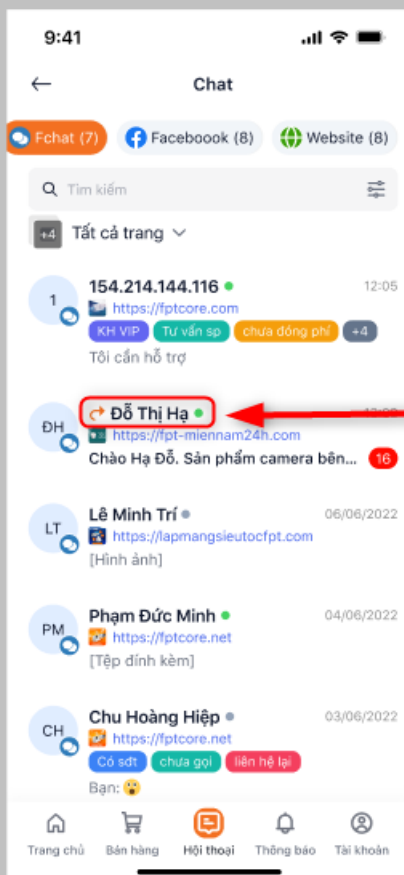 9:41
Chat
Fchat (7) Faceboook (8) Website (8)
Tìm kiếm
+4 Tất cả trang
1 154.214.144.116 12:05
https://fptcore.com
KH VIP Tư vấn sp chưa đóng phí +4
Tôi cần hỗ trợ
ĐH Đỗ Thị Hạ
https://fpt-miennam24h.com
Chào Hạ Đỗ. Sản phẩm camera bên... 16
LT Lê Minh Trí 06/06/2022
https://lapmangsieutocfpt.com
[Hình ảnh]
PM Phạm Đức Minh 04/06/2022
https://fptcore.net
[Tệp đính kèm]
CH Chu Hoàng Hiệp 03/06/2022
https://fptcore.net
Có sđt chưa gọi liên hệ lại
Bạn: 😮
Trang chủ Bán hàng Hội thoại Thông báo Tài khoản